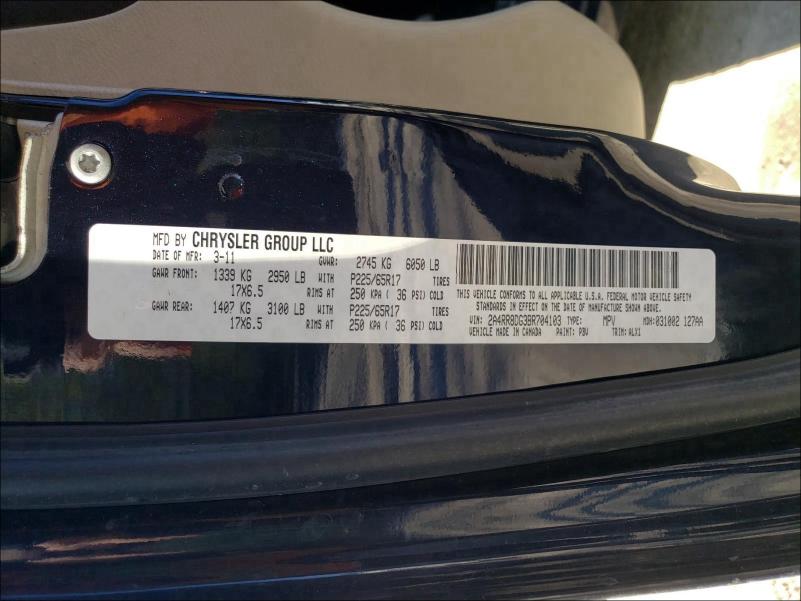 MFD BY CHRYSLER GROUP LLC
DATE OF MFR: 3-11 GVWR: 2745 KG 6050 LB
GAWR FRONT: 1339 KG 2950 LB WITH P225/65R17 TIRES
17X6.5 RIMS AT 250 KPA ( 36 PSI) COLD
GAWR REAR: 1407 KG 3100 LB WITH P225/65R17 TIRES
17X6.5 RIMS AT 250 KPA ( 36 PSI) COLD
THIS VEHICLE CONFORMS TO ALL APPLICABLE U.S.A. FEDERAL MOTOR VEHICLE SAFETY
STANDARDS IN EFFECT ON THE DATE OF MANUFACTURE SHOWN ABOVE.
VIN: 2A4RR8DG3BR704103 TYPE: MPV MDH: 031002 127AA
VEHICLE MADE IN CANADA PAINT: PBV TRIM: ALX1